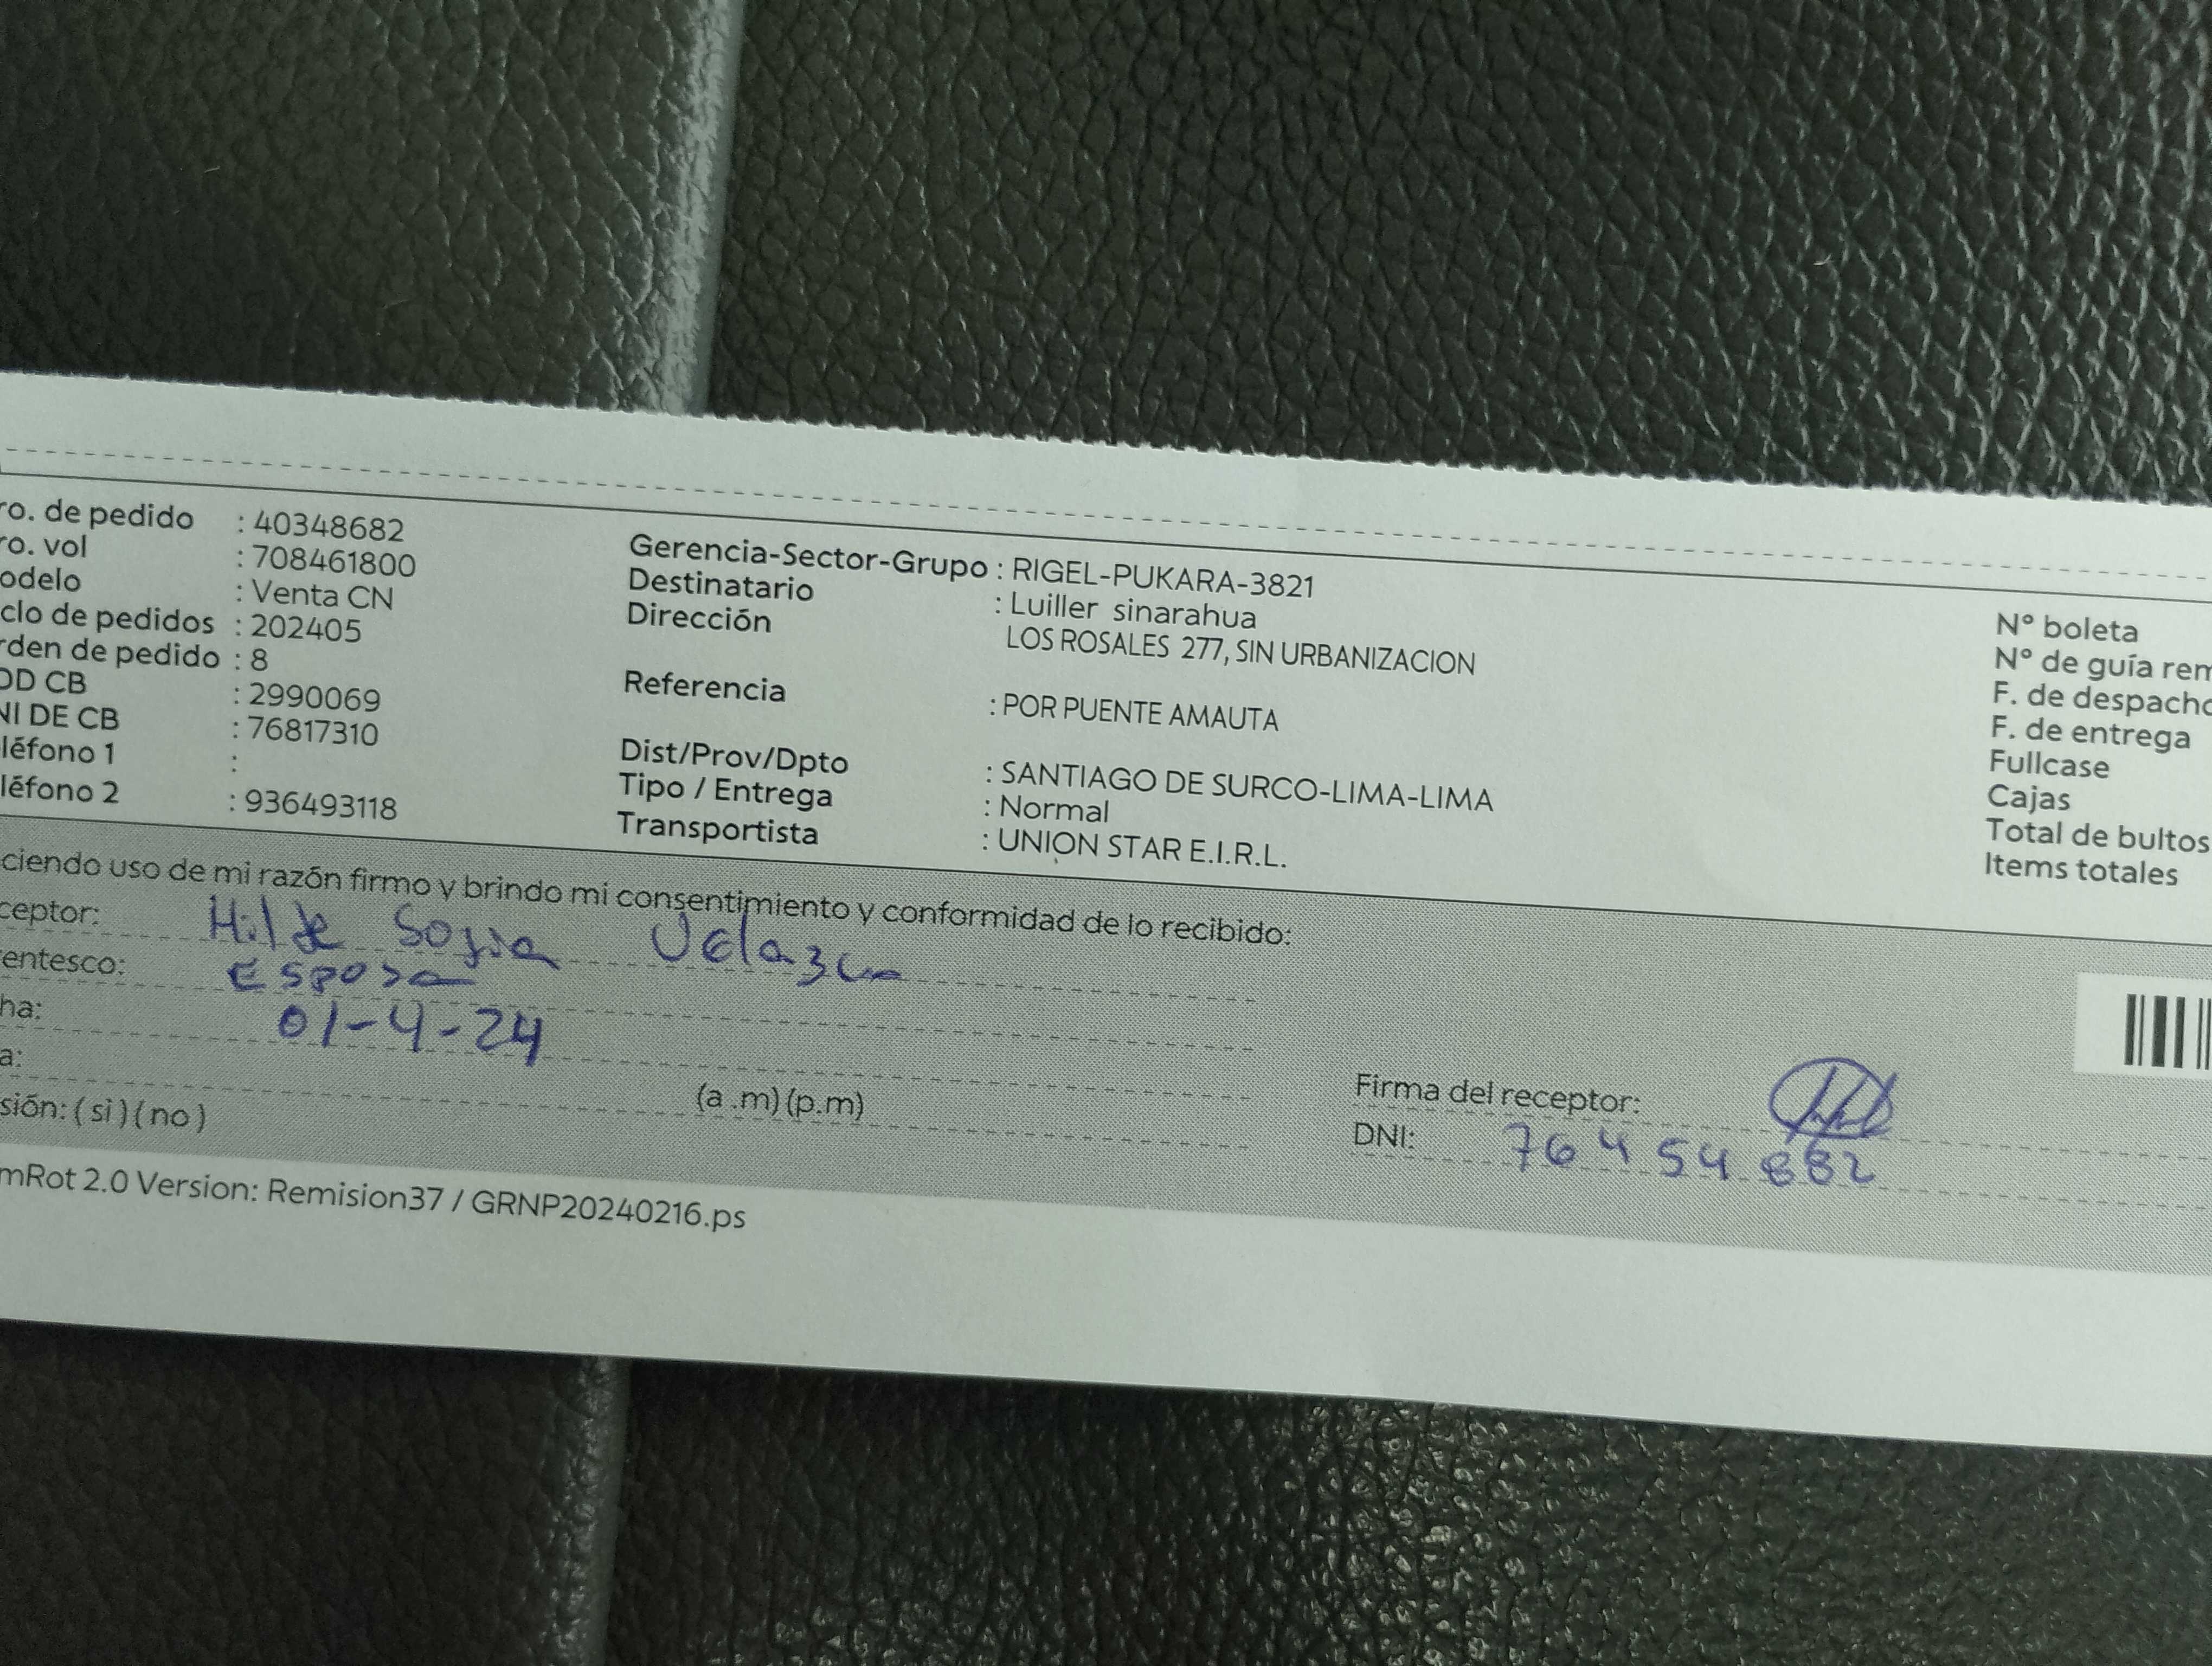 ro. de pedido : 40348682
ro. vol : 708461800
odelo : Venta CN
clo de pedidos : 202405
rden de pedido : 8
OD CB : 2990069
NI DE CB : 76817310
léfono 1 :
léfono 2 : 936493118
Gerencia-Sector-Grupo : RIGEL-PUKARA-3821
Destinatario : Luiller sinarahua
Dirección LOS ROSALES 277, SIN URBANIZACION
Referencia : POR PUENTE AMAUTA
Dist/Prov/Dpto : SANTIAGO DE SURCO-LIMA-LIMA
Tipo / Entrega : Normal
Transportista : UNION STAR E.I.R.L.
N° boleta
N° de guía rem
F. de despacho
F. de entrega
Fullcase
Cajas
Total de bultos
Items totales
ciendo uso de mi razón firmo y brindo mi consentimiento y conformidad de lo recibido:
ceptor: Sofia
entesco: Esposa
ha: 01-4-24
a: (a .m) (p.m)
sión: ( si ) ( no )
Firma del receptor:
DNI: 76454882
mRot 2.0 Version: Remision37 / GRNP20240216.ps